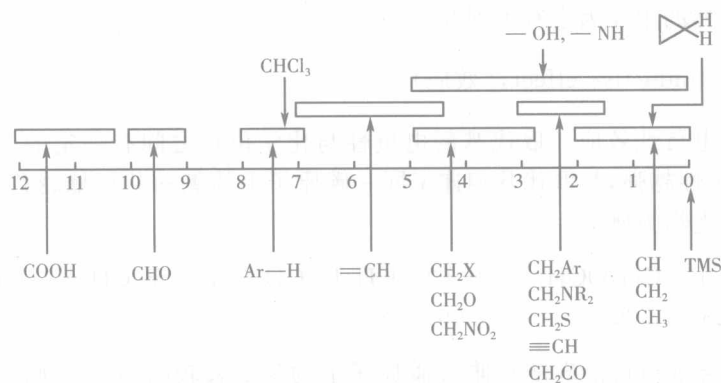 — OH, — NH
H
H
CHCl₃
12 11 10 9 8 7 6 5 4 3 2 1 0
COOH CHO Ar—H ═CH CH₂X CH₂Ar CH TMS
CH₂O CH₂NR₂ CH₂
CH₂NO₂ CH₂S CH₃
≡CH
CH₂CO